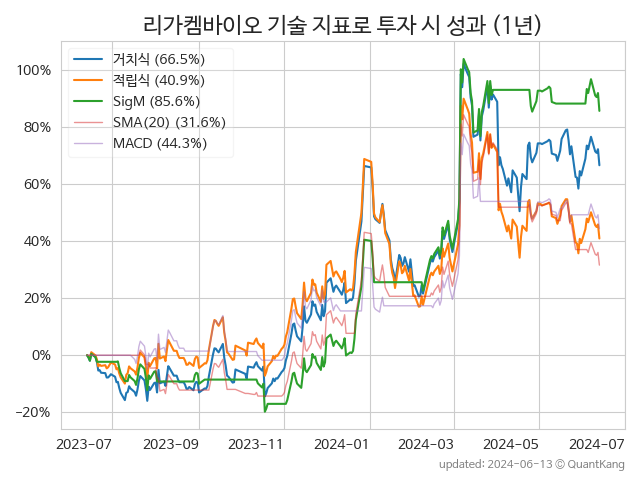 리가켐바이오 기술 지표로 투자 시 성과 (1년)
거치식 (66.5%)
적립식 (40.9%)
SigM (85.6%)
SMA(20) (31.6%)
MACD (44.3%)
100%
80%
60%
40%
20%
0%
−20%
2023-07
2023-09
2023-11
2024-01
2024-03
2024-05
2024-07
updated: 2024-06-13 ⓒ QuantKang